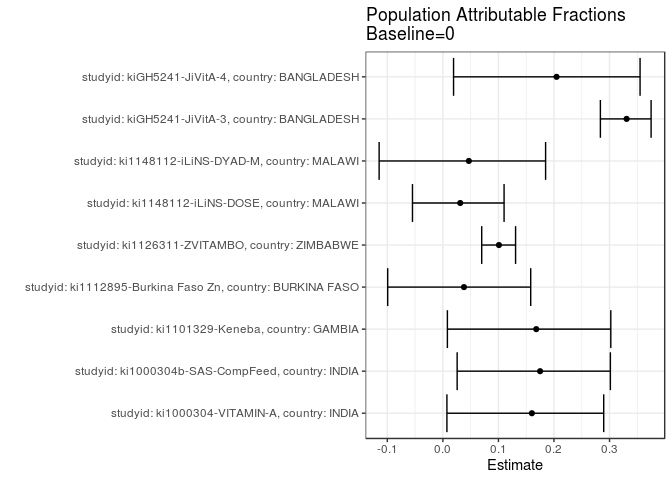 Population Attributable Fractions
Baseline=0
studyid: kiGH5241-JiVitA-4, country: BANGLADESH
studyid: kiGH5241-JiVitA-3, country: BANGLADESH
studyid: ki1148112-iLiNS-DYAD-M, country: MALAWI
studyid: ki1148112-iLiNS-DOSE, country: MALAWI
studyid: ki1126311-ZVITAMBO, country: ZIMBABWE
studyid: ki1112895-Burkina Faso Zn, country: BURKINA FASO
studyid: ki1101329-Keneba, country: GAMBIA
studyid: ki1000304b-SAS-CompFeed, country: INDIA
studyid: ki1000304-VITAMIN-A, country: INDIA
-0.1 0.0 0.1 0.2 0.3
Estimate